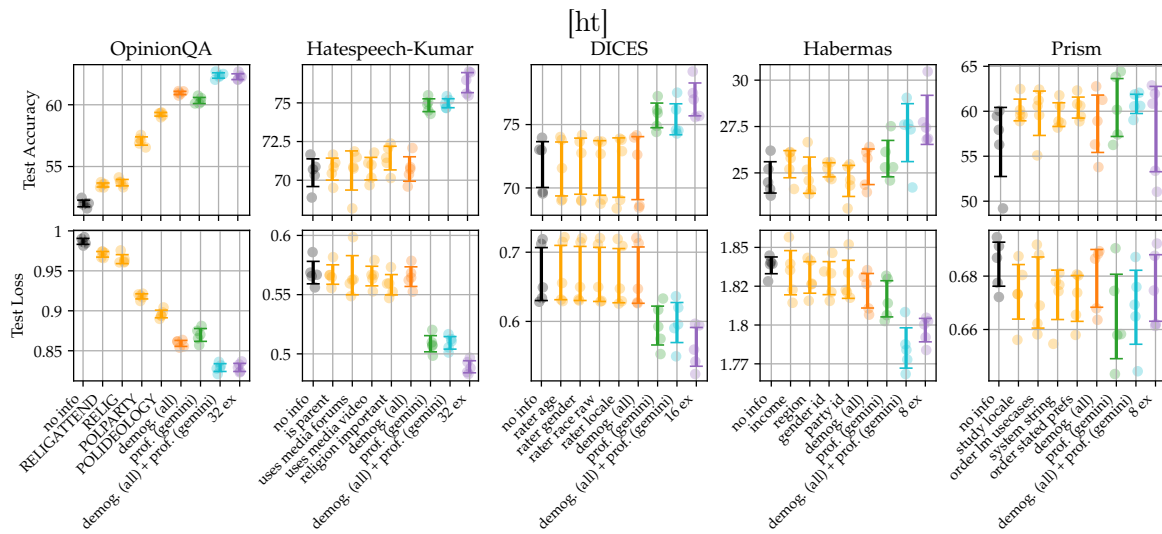 [ht]
OpinionQA Hatespeech-Kumar DICES Habermas Prism
Test Accuracy
60
55
75
70
75
70
30
27.5
25
65
60
55
50
Test Loss
1
0.95
0.9
0.85
0.6
0.55
0.5
0.7
0.6
1.85
1.82
1.8
1.77
0.68
0.66
no info
RELIGATTEND
RELIG
POLPARTY
POLIDEOLOGY
demog. (all)
prof. (gemini)
demog. (all) + prof. (gemini)
32 ex
no info
is parent
uses media forums
uses media video
religion important
demog. (all)
prof. (gemini)
demog. (all) + prof. (gemini)
32 ex
no info
rater age
rater gender
rater race raw
rater locale
demog. (all)
prof. (gemini)
demog. (all) + prof. (gemini)
16 ex
no info
income
region
gender id
party id
demog. (all)
prof. (gemini)
demog. (all) + prof. (gemini)
8 ex
no info
study locale
order lm usecases
system string
order stated prefs
demog. (all)
prof. (gemini)
demog. (all) + prof. (gemini)
8 ex